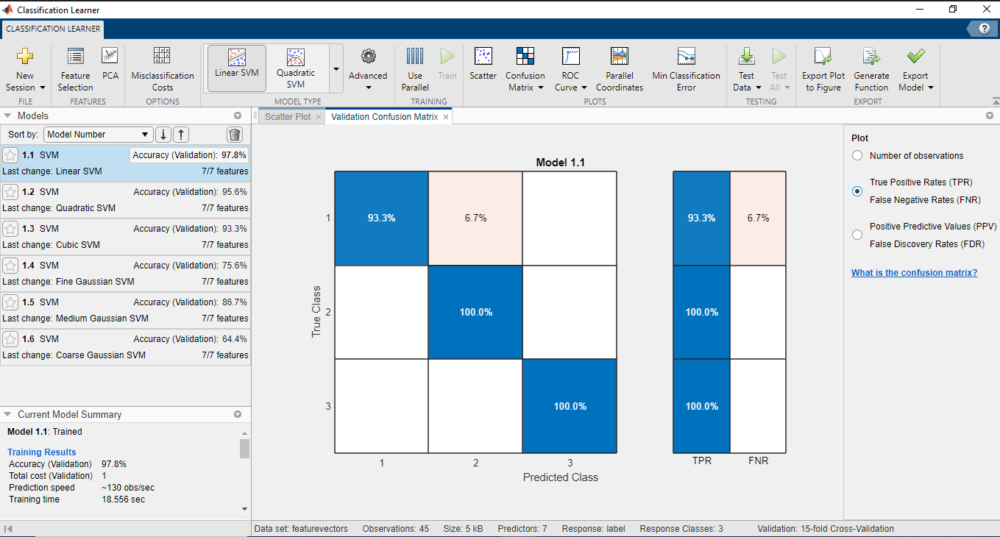 Classification Learner
CLASSIFICATION LEARNER
?
New Session
Feature Selection
PCA
Misclassification Costs
Linear SVM
Quadratic SVM
Advanced
Use Parallel
Train
Scatter
Confusion Matrix
ROC Curve
Parallel Coordinates
Min Classification Error
Test Data
Test All
Export Plot to Figure
Generate Function
Export Model
FILE
FEATURES
OPTIONS
MODEL TYPE
TRAINING
PLOTS
TESTING
EXPORT
Models
Sort by: Model Number
1.1 SVM Accuracy (Validation): 97.8%
Last change: Linear SVM 7/7 features
1.2 SVM Accuracy (Validation): 95.6%
Last change: Quadratic SVM 7/7 features
1.3 SVM Accuracy (Validation): 93.3%
Last change: Cubic SVM 7/7 features
1.4 SVM Accuracy (Validation): 75.6%
Last change: Fine Gaussian SVM 7/7 features
1.5 SVM Accuracy (Validation): 86.7%
Last change: Medium Gaussian SVM 7/7 features
1.6 SVM Accuracy (Validation): 64.4%
Last change: Coarse Gaussian SVM 7/7 features
Current Model Summary
Model 1.1: Trained
Training Results
Accuracy (Validation) 97.8%
Total cost (Validation) 1
Prediction speed ~130 obs/sec
Training time 18.556 sec
Scatter Plot
Validation Confusion Matrix
Model 1.1
1 93.3% 6.7% 93.3% 6.7%
True Class
2 100.0% 100.0%
3 100.0% 100.0%
1 2 3 TPR FNR
Predicted Class
Plot
Number of observations
True Positive Rates (TPR)
False Negative Rates (FNR)
Positive Predictive Values (PPV)
False Discovery Rates (FDR)
What is the confusion matrix?
Data set: featurevectors Observations: 45 Size: 5 kB Predictors: 7 Response: label Response Classes: 3 Validation: 15-fold Cross-Validation